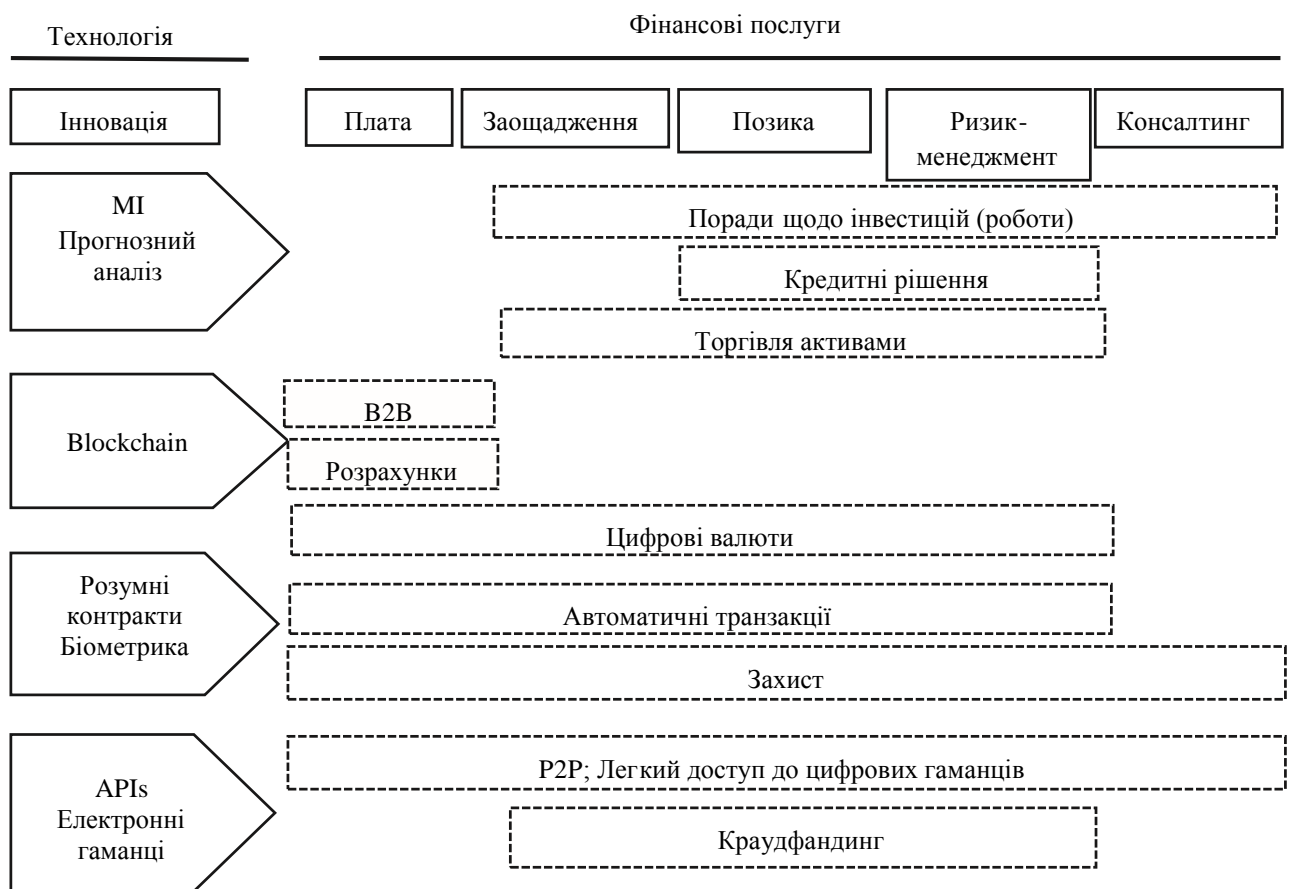 Технологія
Фінансові послуги
Інновація
Плата
Заощадження
Позика
Ризик-
менеджмент
Консалтинг
МІ
Прогнозний
аналіз
Поради щодо інвестицій (роботи)
Кредитні рішення
Торгівля активами
Blockchain
B2B
Розрахунки
Цифрові валюти
Розумні
контракти
Біометрика
Автоматичні транзакції
Захист
APIs
Електронні
гаманці
P2P; Легкий доступ до цифрових гаманців
Краудфандинг